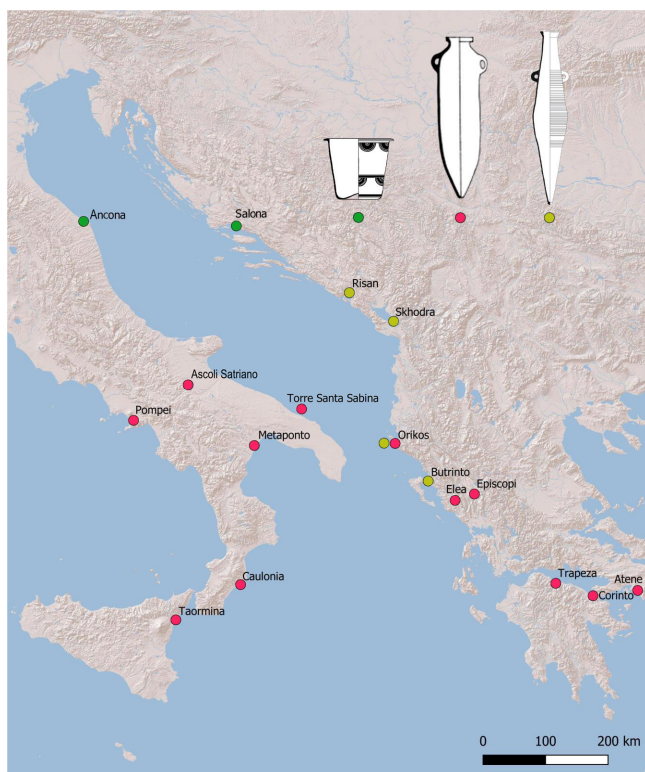 Ancona
Salona
Risan
Skhodra
Ascoli Satriano
Torre Santa Sabina
Pompei
Metaponto
Orikos
Butrinto
Elea
Episcopi
Caulonia
Trapeza
Atene
Corinto
Taormina
0 100 200 km